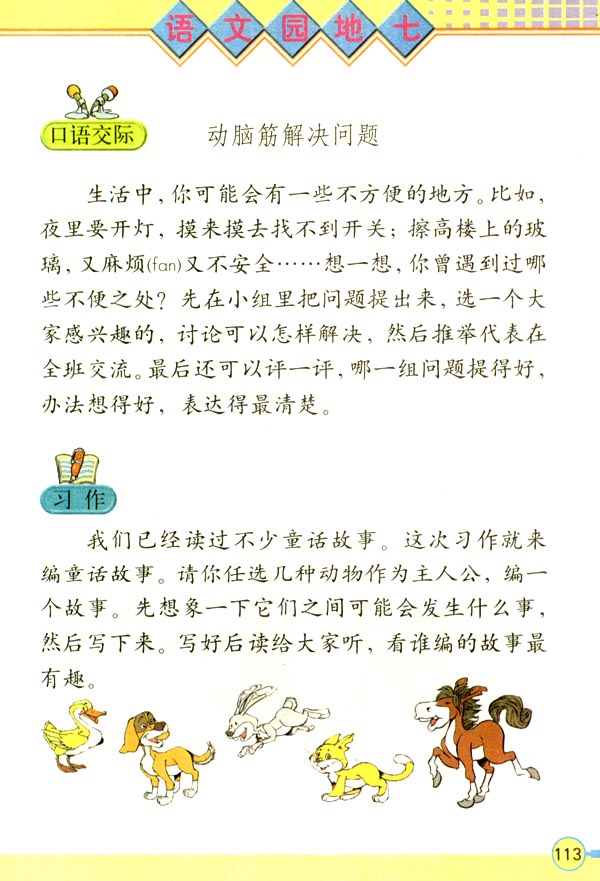 语文园地七
口语交际
动脑筋解决问题
生活中，你可能会有一些不方便的地方。比如，
夜里要开灯，摸来摸去找不到开关；擦高楼上的玻
璃，又麻烦(fan)又不安全……想一想，你曾遇到过哪
些不便之处？先在小组里把问题提出来，选一个大
家感兴趣的，讨论可以怎样解决，然后推举代表在
全班交流。最后还可以评一评，哪一组问题提得好，
办法想得好，表达得最清楚。
习作
我们已经读过不少童话故事。这次习作就来
编童话故事。请你任选几种动物作为主人公，编一
个故事。先想象一下它们之间可能会发生什么事，
然后写下来。写好后读给大家听，看谁编的故事最
有趣。
113